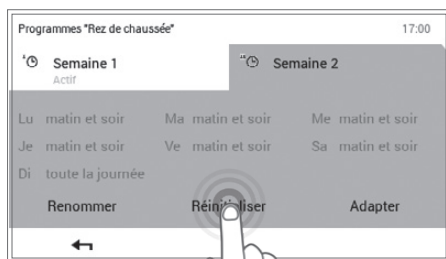 Programmes "Rez de chaussée" 17:00
Semaine 1 Semaine 2
Actif
Lu matin et soir Ma matin et soir Me matin et soir
Je matin et soir Ve matin et soir Sa matin et soir
Di toute la journée
Renommer Réinitialiser Adapter